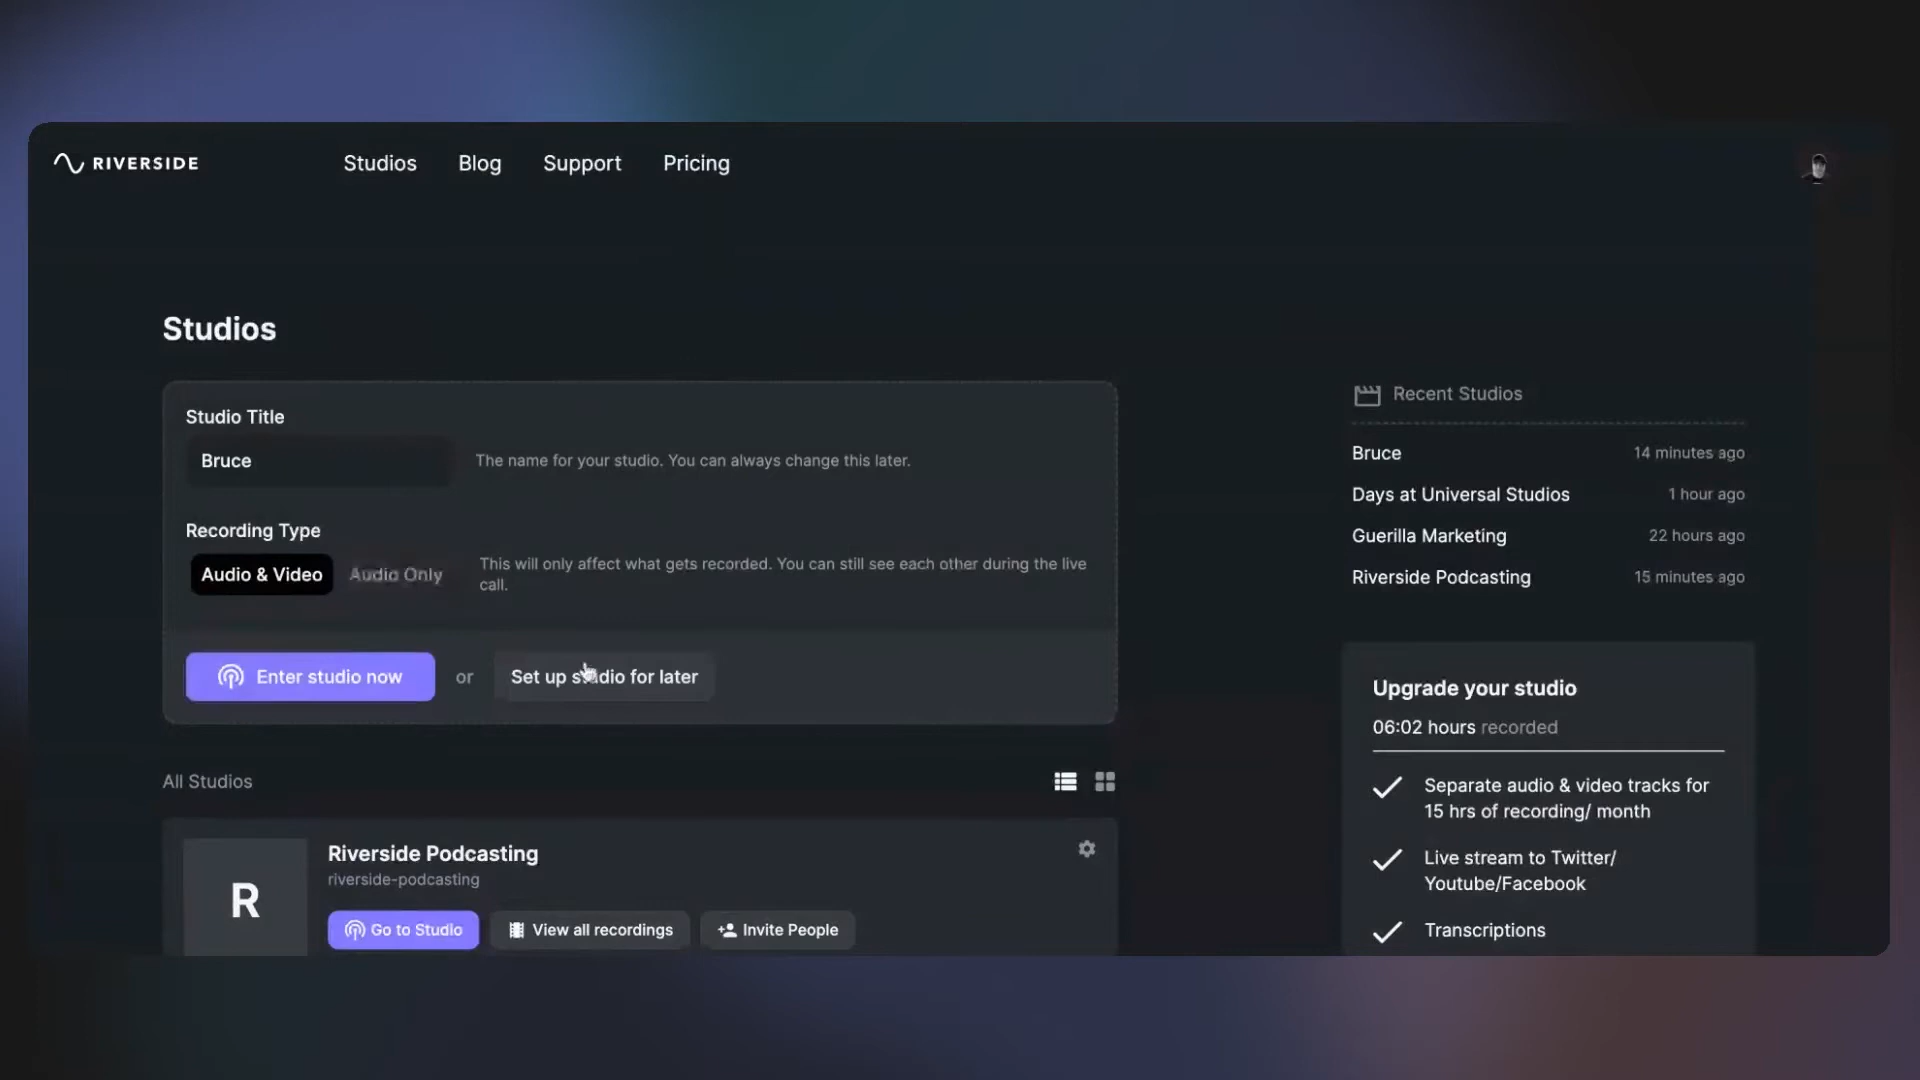 RIVERSIDE
Studios
Blog
Support
Pricing
Studios
Studio Title
Bruce
The name for your studio. You can always change this later.
Recording Type
Audio & Video
Audio Only
This will only affect what gets recorded. You can still see each other during the live
call.
Enter studio now
or
Set up studio for later
All Studios
R
Riverside Podcasting
riverside-podcasting
Go to Studio
View all recordings
Invite People
Recent Studios
Bruce
14 minutes ago
Days at Universal Studios
1 hour ago
Guerilla Marketing
22 hours ago
Riverside Podcasting
15 minutes ago
Upgrade your studio
06:02 hours recorded
Separate audio & video tracks for
15 hrs of recording/ month
Live stream to Twitter/
Youtube/Facebook
Transcriptions